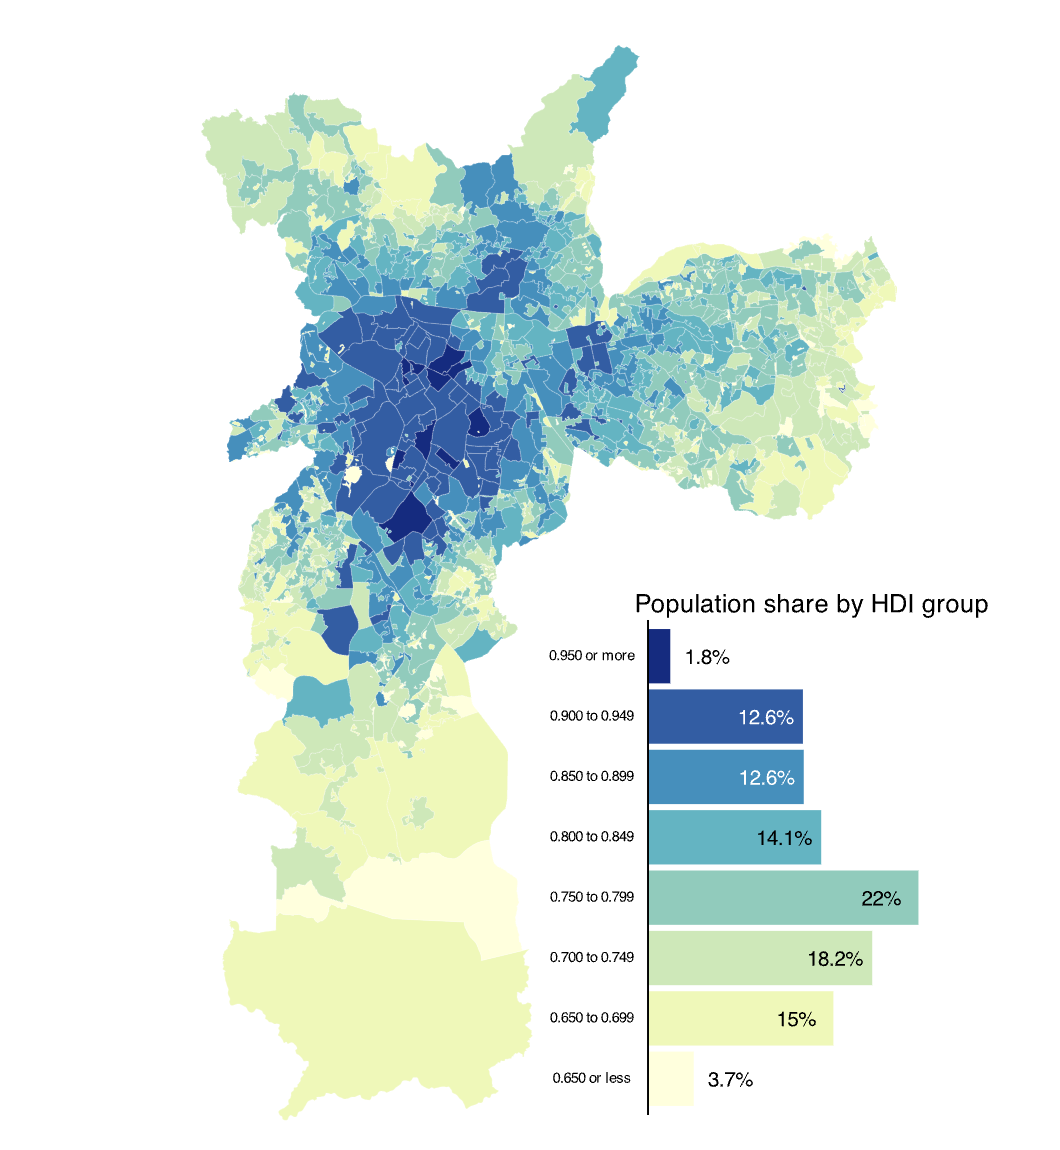 Population share by HDI group
0.950 or more 1.8%
0.900 to 0.949 12.6%
0.850 to 0.899 12.6%
0.800 to 0.849 14.1%
0.750 to 0.799 22%
0.700 to 0.749 18.2%
0.650 to 0.699 15%
0.650 or less 3.7%